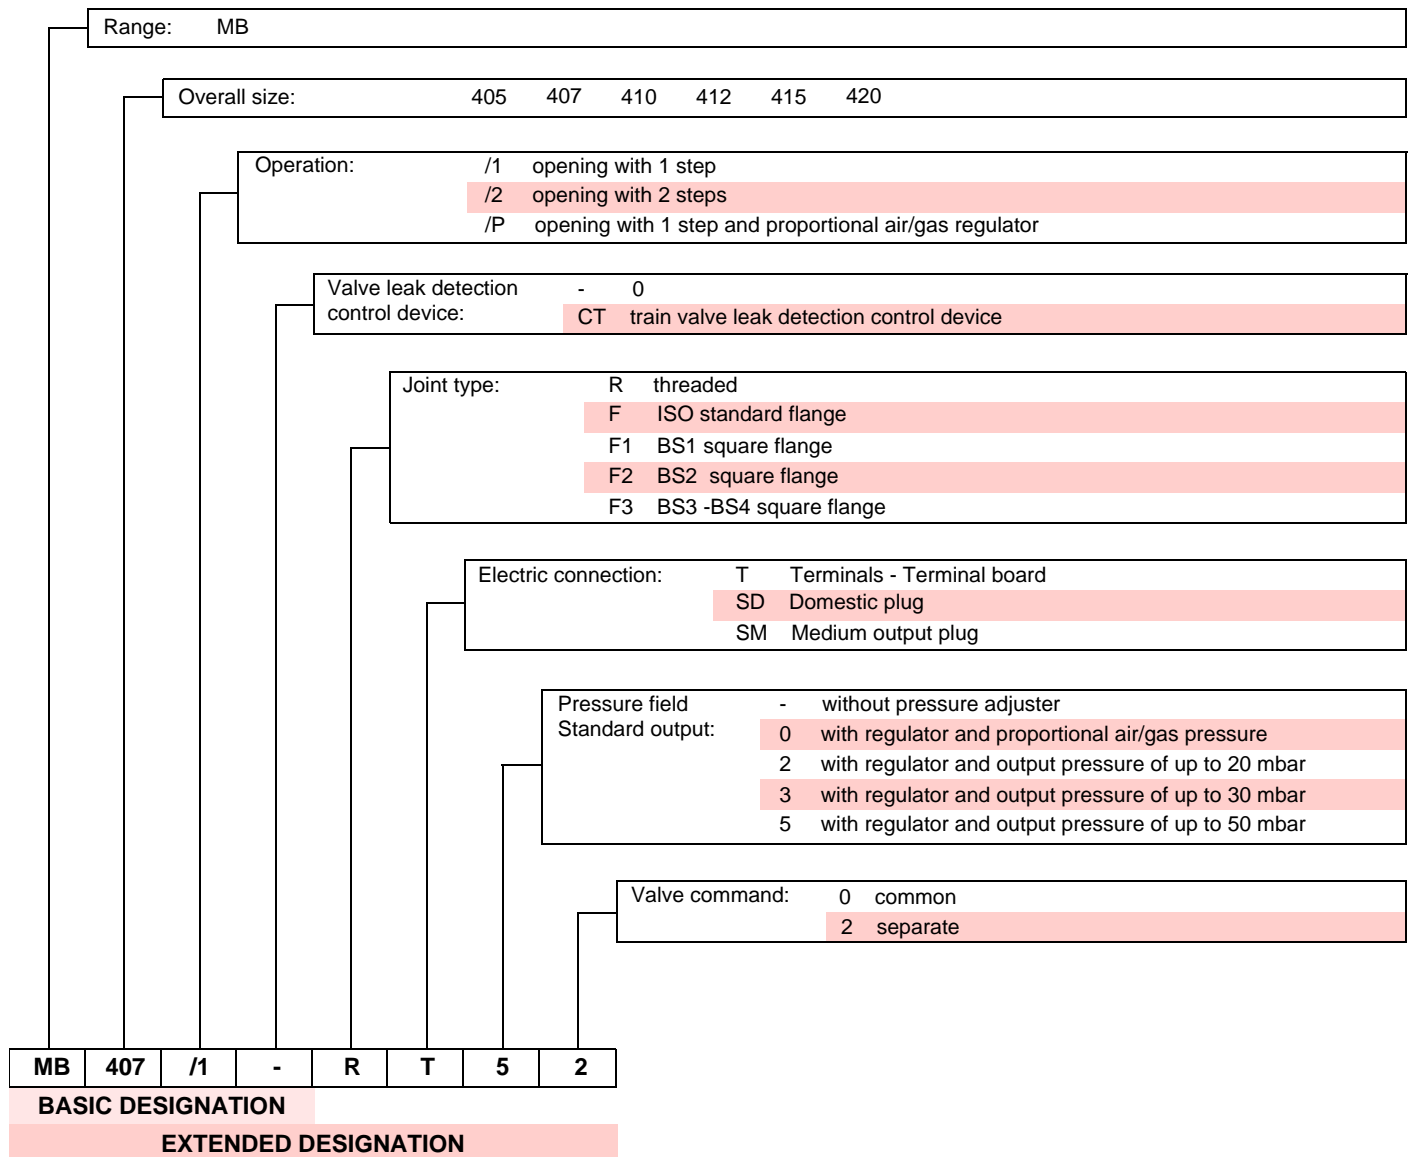 Range: MB
Overall size: 405 407 410 412 415 420
Operation: /1 opening with 1 step
/2 opening with 2 steps
/P opening with 1 step and proportional air/gas regulator
Valve leak detection - 0
control device: CT train valve leak detection control device
Joint type: R threaded
F ISO standard flange
F1 BS1 square flange
F2 BS2 square flange
F3 BS3 -BS4 square flange
Electric connection: T Terminals - Terminal board
SD Domestic plug
SM Medium output plug
Pressure field - without pressure adjuster
Standard output: 0 with regulator and proportional air/gas pressure
2 with regulator and output pressure of up to 20 mbar
3 with regulator and output pressure of up to 30 mbar
5 with regulator and output pressure of up to 50 mbar
Valve command: 0 common
2 separate
MB 407 /1 - R T 5 2
BASIC DESIGNATION
EXTENDED DESIGNATION